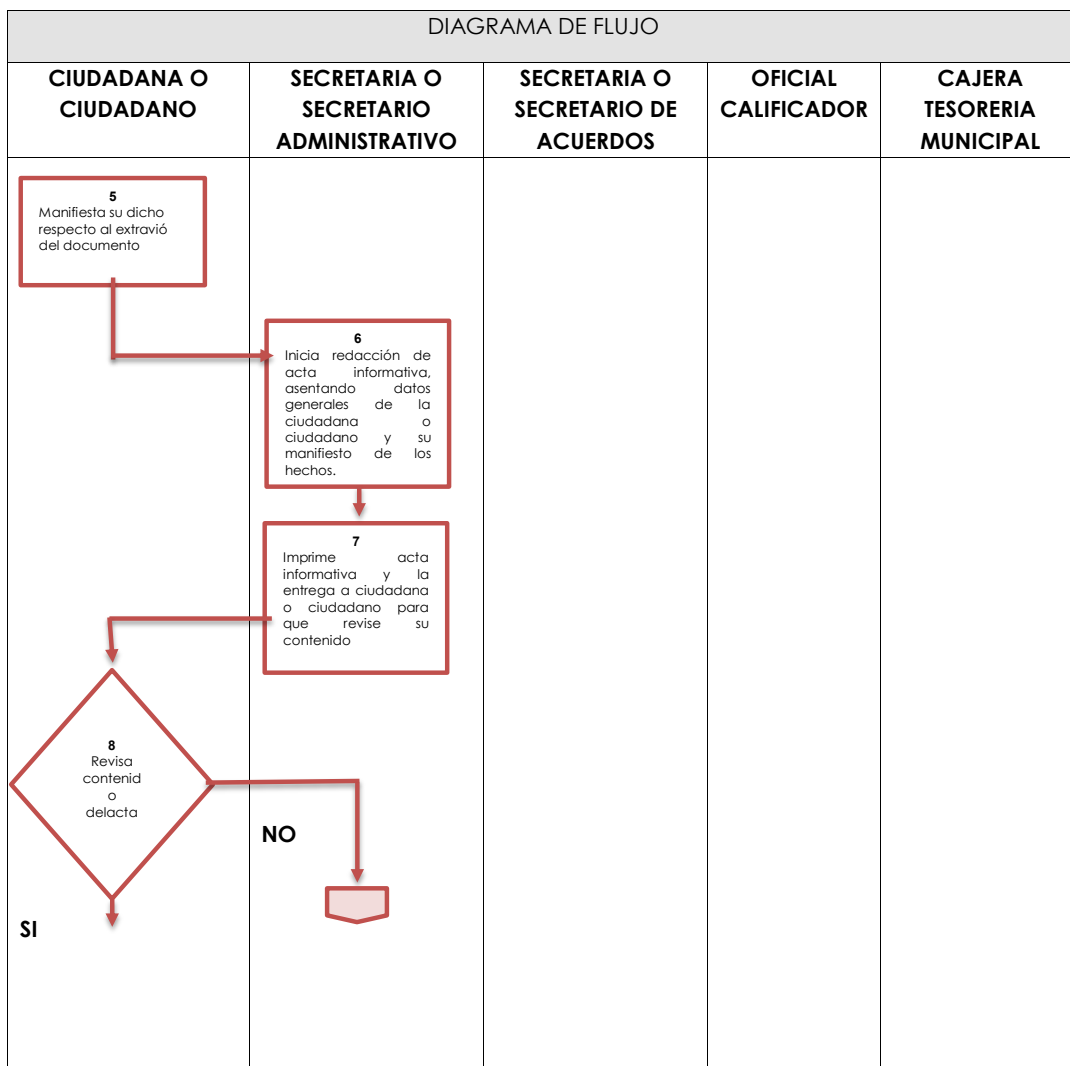 DIAGRAMA DE FLUJO
CIUDADANA O
CIUDADANO
SECRETARIA O
SECRETARIO
ADMINISTRATIVO
SECRETARIA O
SECRETARIO DE
ACUERDOS
OFICIAL
CALIFICADOR
CAJERA
TESORERIA
MUNICIPAL
5
Manifiesta su dicho
respecto al extravió
del documento
6
Inicia redacción de
acta informativa,
asentando datos
generales de la
ciudadana o
ciudadano y su
manifiesto de los
hechos.
7
Imprime acta
informativa y la
entrega a ciudadana
o ciudadano para
que revise su
contenido
8
Revisa
contenid
o
delacta
NO
SI